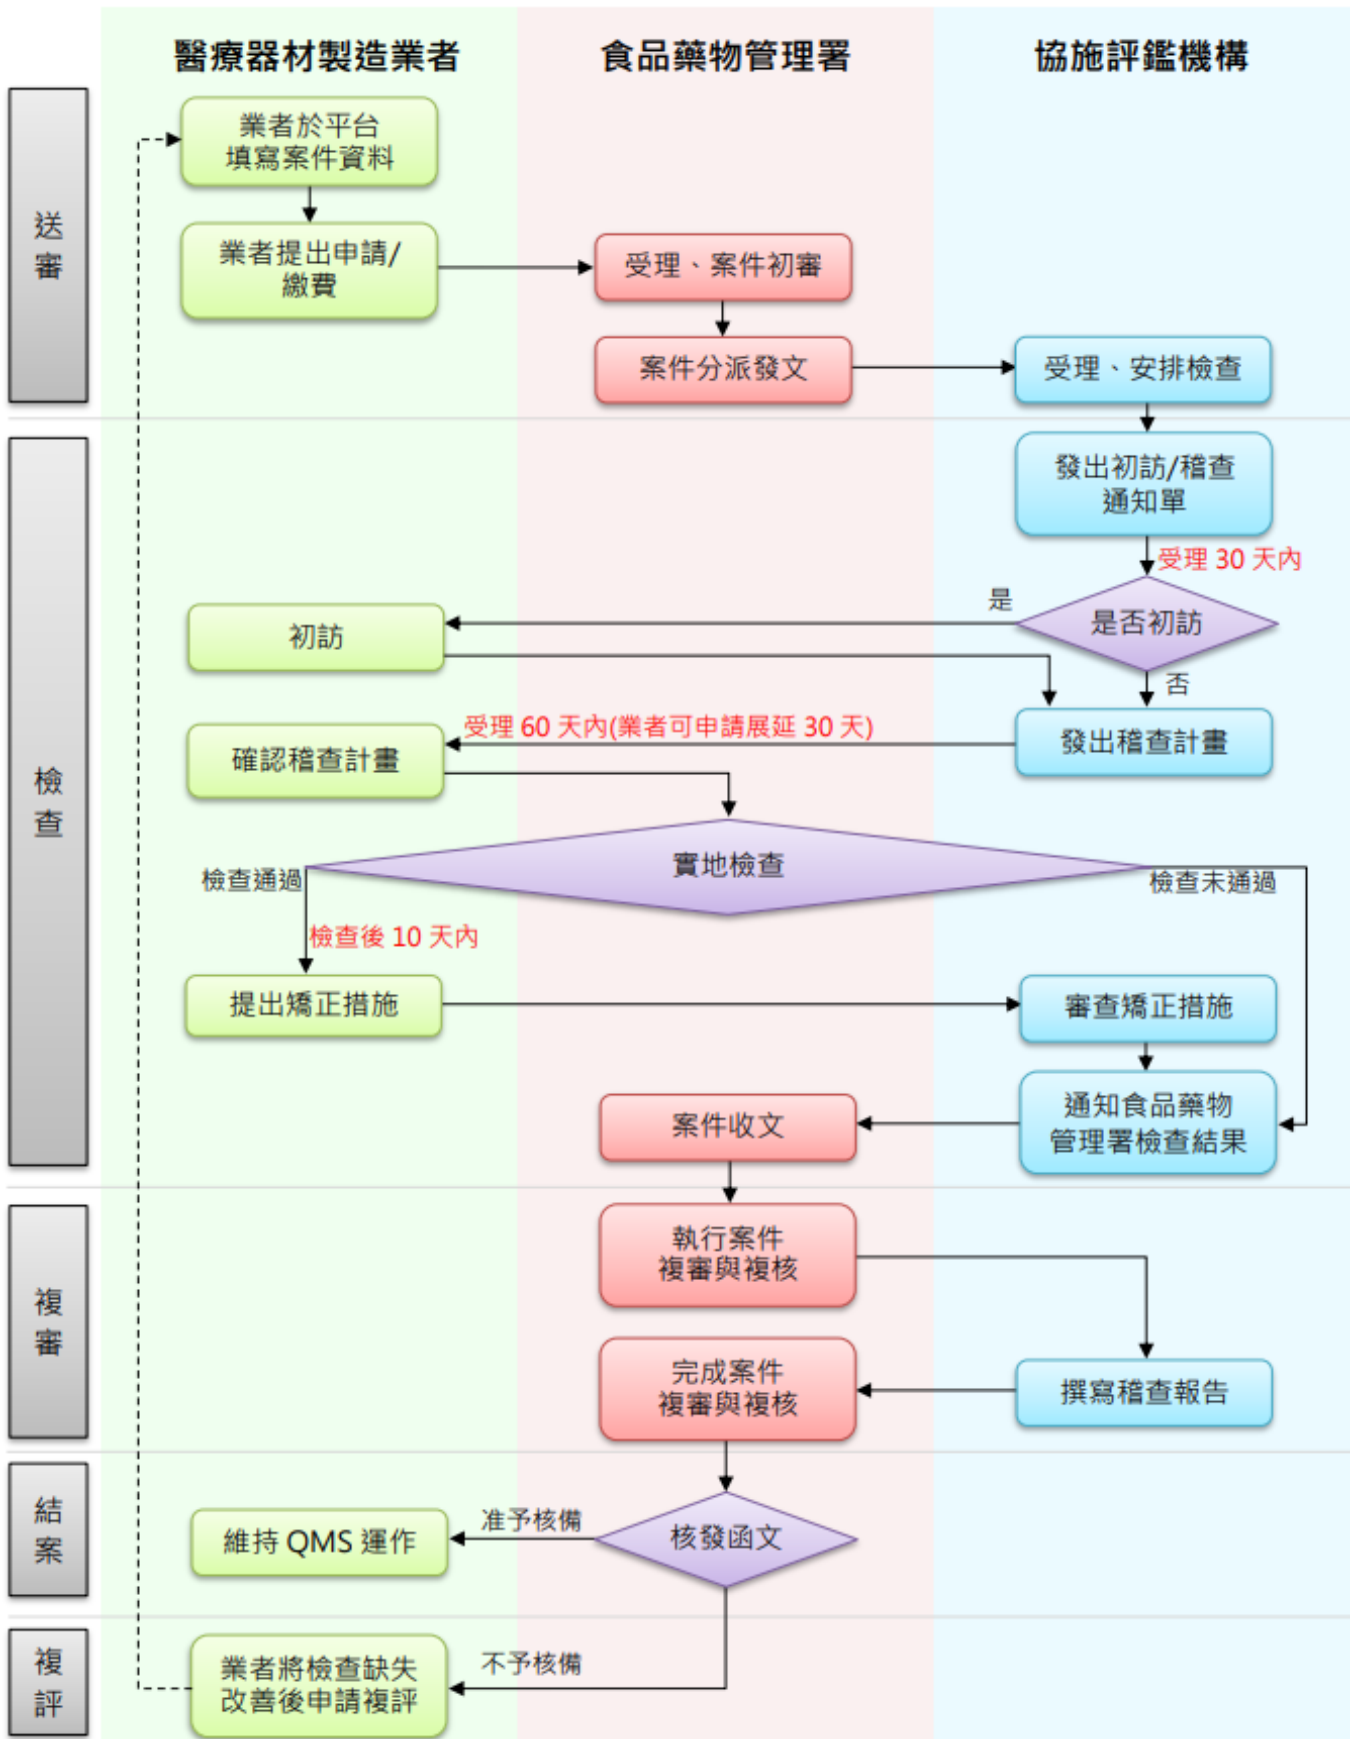 醫療器材製造業者
食品藥物管理署
協施評鑑機構
送
審
業者於平台
填寫案件資料
業者提出申請/
繳費
受理、案件初審
案件分派發文
受理、安排檢查
檢
查
發出初訪/稽查
通知單
受理 30 天內
是否初訪
是
初訪
否
發出稽查計畫
受理 60 天內(業者可申請展延 30 天)
確認稽查計畫
實地檢查
檢查通過
檢查未通過
檢查後 10 天內
提出矯正措施
審查矯正措施
通知食品藥物
管理署檢查結果
案件收文
複
審
執行案件
複審與複核
撰寫稽查報告
完成案件
複審與複核
結
案
核發函文
准予核備
維持 QMS 運作
複
評
不予核備
業者將檢查缺失
改善後申請複評